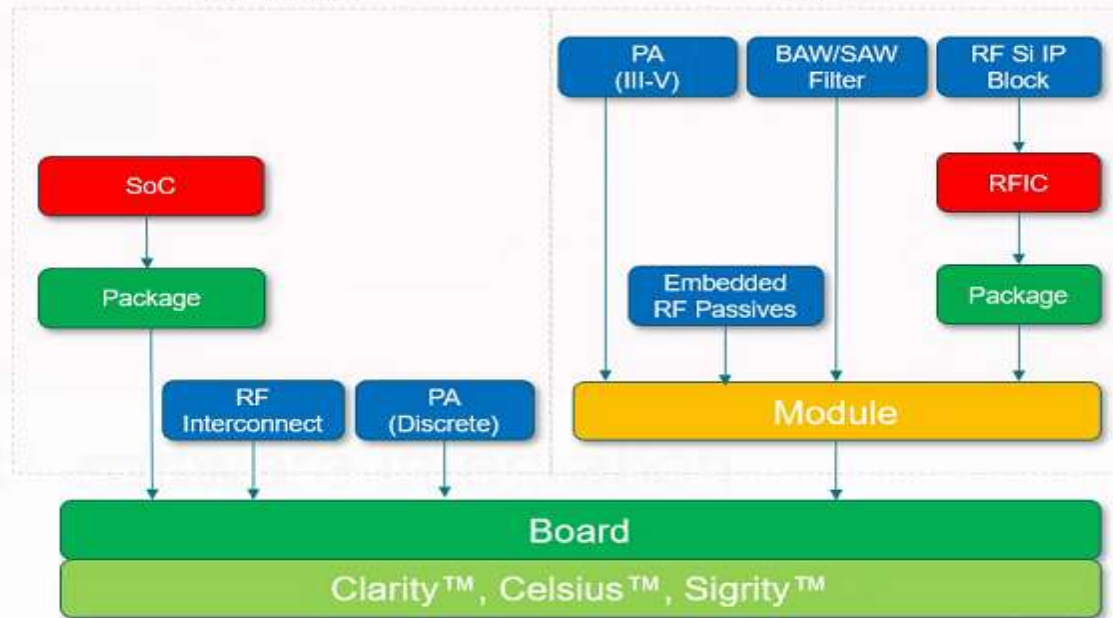 PA
(III-V)
BAW/SAW
Filter
RF Si IP
Block
SoC
RFIC
Package
Embedded
RF Passives
Package
RF
Interconnect
PA
(Discrete)
Module
Board
Clarity™, Celsius™, Sigrity™